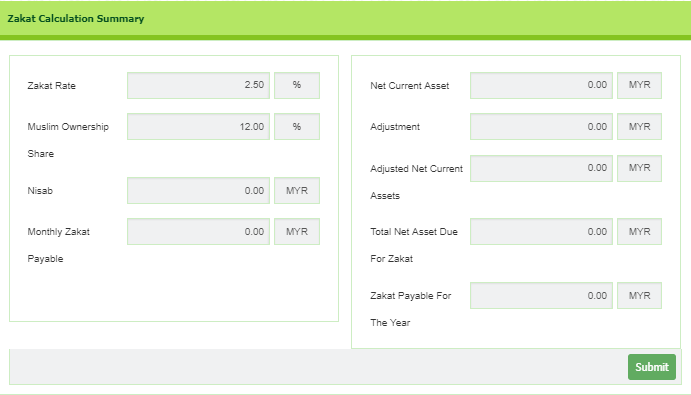 Zakat Calculation Summary
Zakat Rate 2.50 %
Muslim Ownership 12.00 %
Share
Nisab 0.00 MYR
Monthly Zakat 0.00 MYR
Payable
Net Current Asset 0.00 MYR
Adjustment 0.00 MYR
Adjusted Net Current 0.00 MYR
Assets
Total Net Asset Due 0.00 MYR
For Zakat
Zakat Payable For 0.00 MYR
The Year
Submit